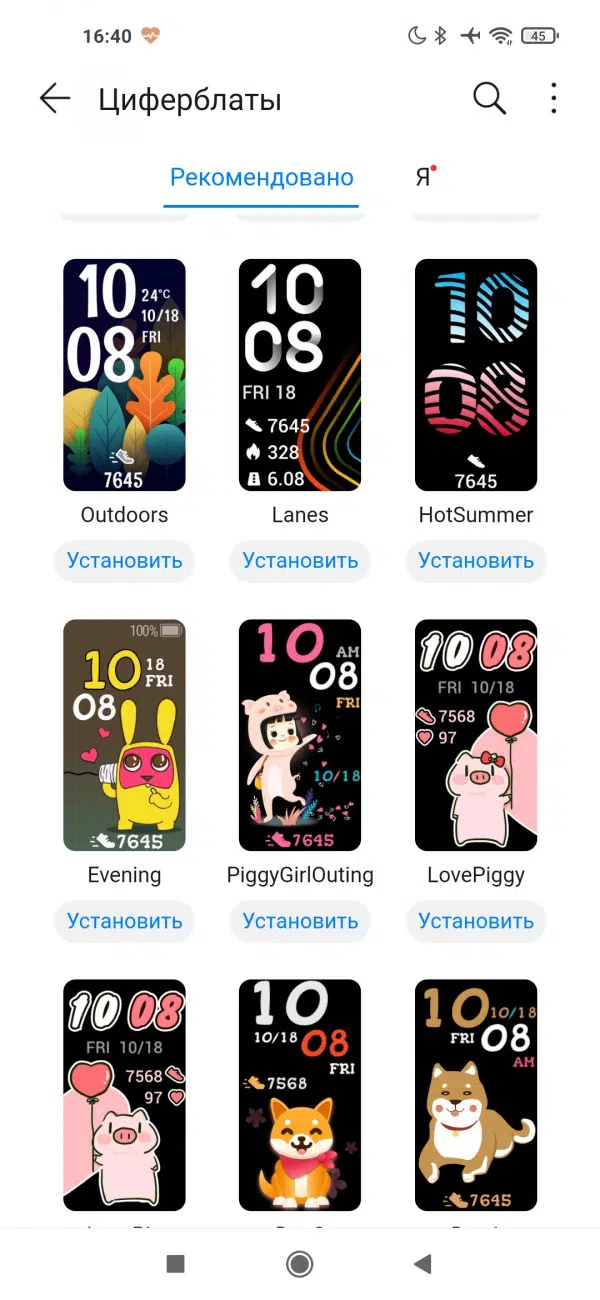 16:40 45
Циферблаты
Рекомендовано Я
10
08
24°C
10/18
FRI
7645
10
08
FRI 18
7645
328
6.08
10
08
7645
Outdoors Lanes HotSummer
Установить Установить Установить
100%
10 18
FRI
08
7645
10 AM
08
FRI
10/18
7645
10 08
FRI 10/18
7568
97
Evening PiggyGirlOuting LovePiggy
Установить Установить Установить
10 08
FRI 10/18
7568
97
10
10/18 08
FRI
7568
10 10/18
FRI 08
AM
7645